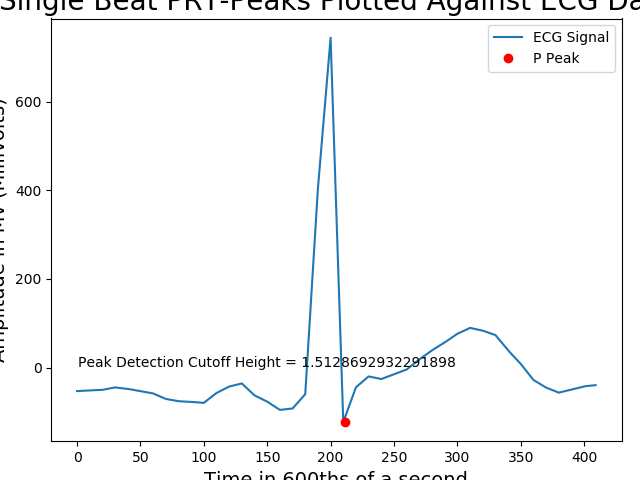 Single Beat PRT-Peaks Plotted Against ECG Da
ECG Signal
P Peak
Amplitude in MV (Millivolts)
600
400
200
0
Peak Detection Cutoff Height = 1.5128692932291898
0 50 100 150 200 250 300 350 400
Time in 600ths of a second